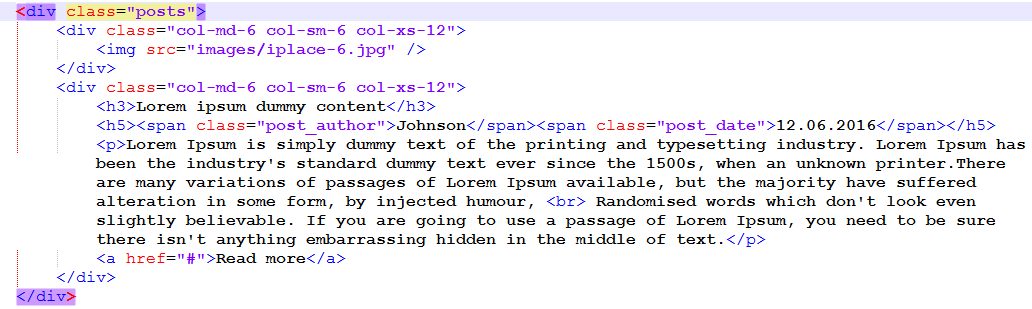 <div class="posts">
<div class="col-md-6 col-sm-6 col-xs-12">
<img src="images/iplace-6.jpg" />
</div>
<div class="col-md-6 col-sm-6 col-xs-12">
<h3>Lorem ipsum dummy content</h3>
<h5><span class="post_author">Johnson</span><span class="post_date">12.06.2016</span></h5>
<p>Lorem Ipsum is simply dummy text of the printing and typesetting industry. Lorem Ipsum has
been the industry's standard dummy text ever since the 1500s, when an unknown printer.There
are many variations of passages of Lorem Ipsum available, but the majority have suffered
alteration in some form, by injected humour, <br> Randomised words which don't look even
slightly believable. If you are going to use a passage of Lorem Ipsum, you need to be sure
there isn't anything embarrassing hidden in the middle of text.</p>
<a href="#">Read more</a>
</div>
</div>